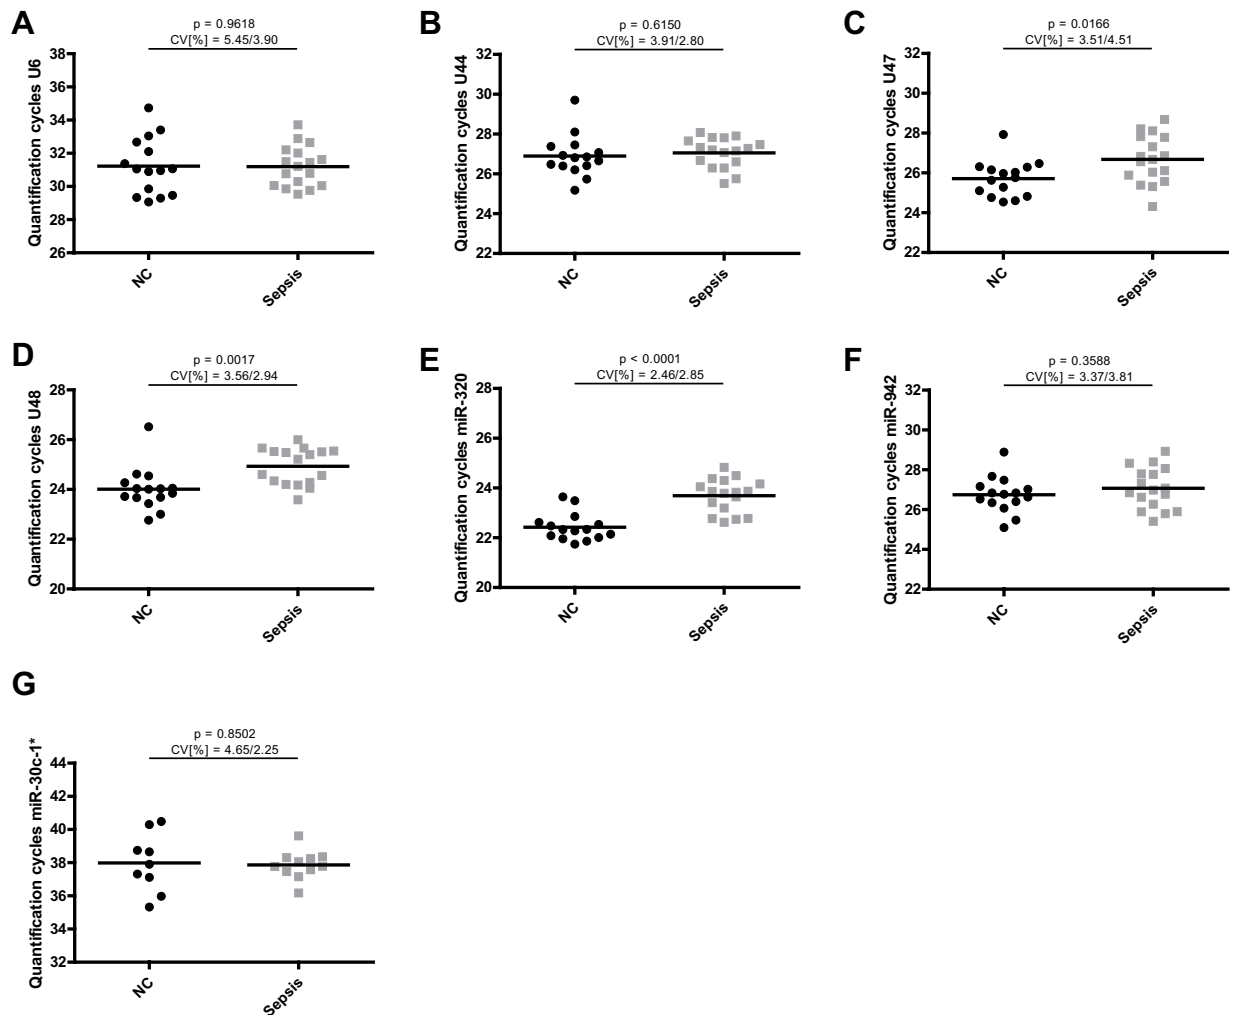 A
p = 0.9618
CV[%] = 5.45/3.90
Quantification cycles U6
38
36
34
32
30
28
26
NC
Sepsis
B
p = 0.6150
CV[%] = 3.91/2.80
Quantification cycles U44
32
30
28
26
24
22
NC
Sepsis
C
p = 0.0166
CV[%] = 3.51/4.51
Quantification cycles U47
32
30
28
26
24
22
NC
Sepsis
D
p = 0.0017
CV[%] = 3.56/2.94
Quantification cycles U48
28
26
24
22
20
NC
Sepsis
E
p < 0.0001
CV[%] = 2.46/2.85
Quantification cycles miR-320
28
26
24
22
20
NC
Sepsis
F
p = 0.3588
CV[%] = 3.37/3.81
Quantification cycles miR-942
32
30
28
26
24
22
NC
Sepsis
G
p = 0.8502
CV[%] = 4.65/2.25
Quantification cycles miR-30c-1*
44
42
40
38
36
34
32
NC
Sepsis